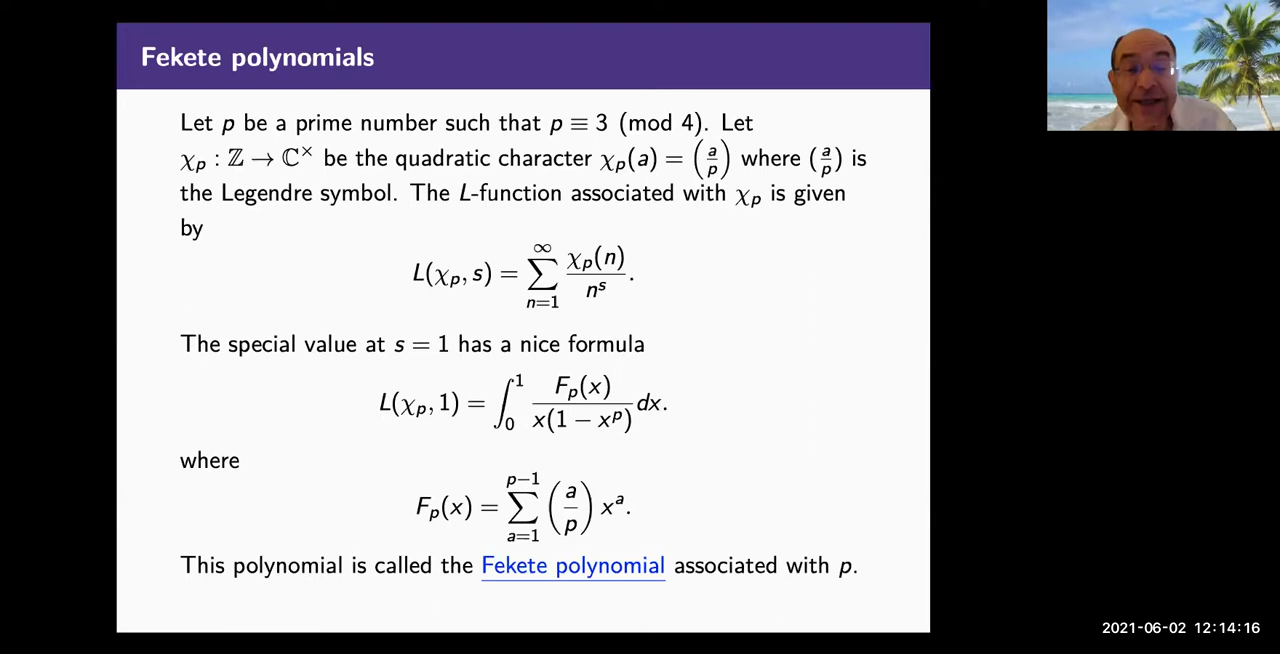 Fekete polynomials
Let p be a prime number such that p ≡ 3 (mod 4). Let
χ_p : ℤ → ℂ^× be the quadratic character χ_p(a) = (a/p) where (a/p) is
the Legendre symbol. The L-function associated with χ_p is given
by
L(χ_p, s) = ∑_{n=1}^{∞} χ_p(n)/n^s.
The special value at s = 1 has a nice formula
L(χ_p, 1) = ∫_0^1 F_p(x)/(x(1 − x^p)) dx.
where
F_p(x) = ∑_{a=1}^{p−1} (a/p) x^a.
This polynomial is called the Fekete polynomial associated with p.
2021-06-02 12:14:16